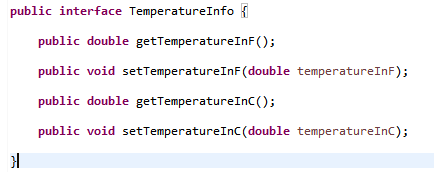 public interface TemperatureInfo {
public double getTemperatureInF();
public void setTemperatureInF(double temperatureInF);
public double getTemperatureInC();
public void setTemperatureInC(double temperatureInC);
}